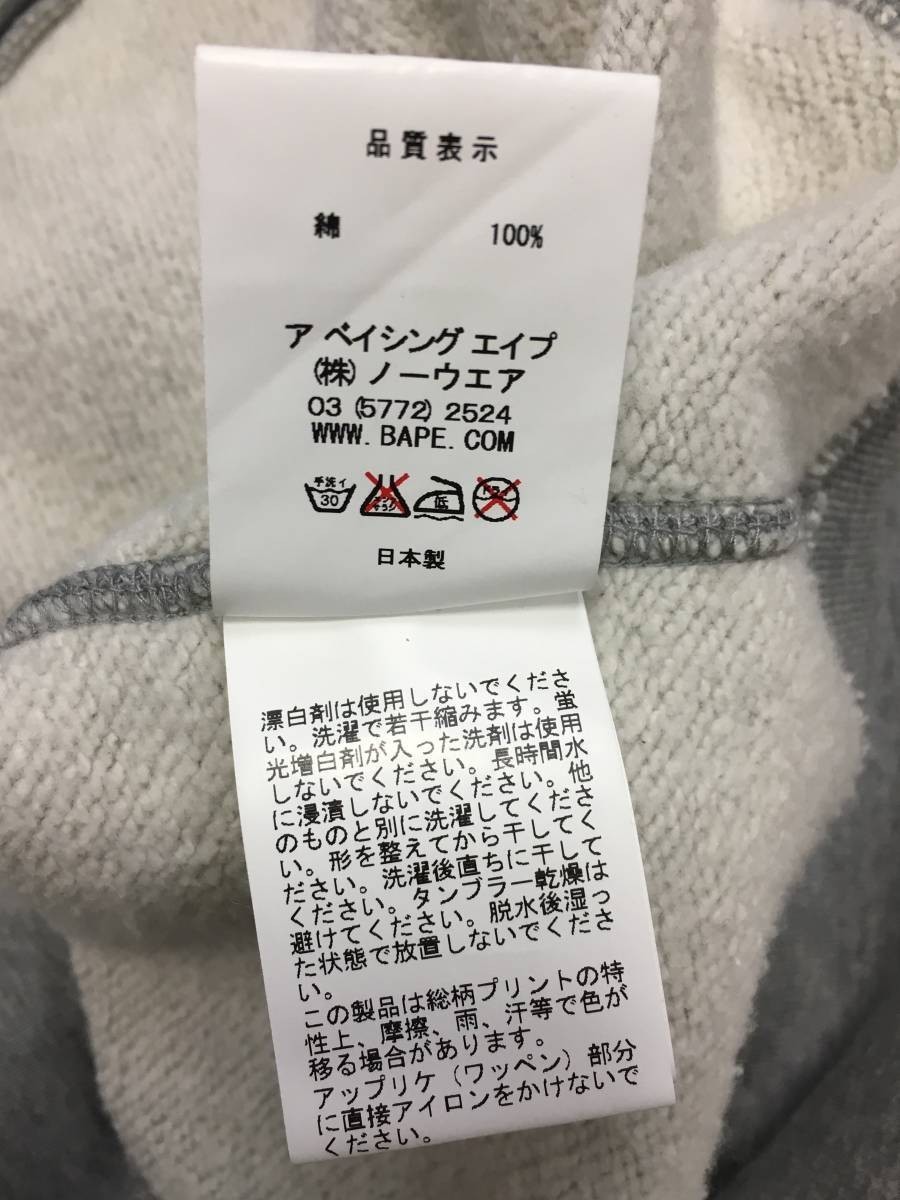 品質表示
綿 100%
ア ベイシング エイプ
(株) ノーウエア
03 (5772) 2524
WWW. BAPE. COM
手洗イ 30 エンソサラシ 低 ドライ
日本製
漂白剤は使用しないでくださ
い。洗濯で若干縮みます。蛍
光増白剤が入った洗剤は使用
しないでください。長時間水
に浸漬しないでください。他
のものと別に洗濯してくださ
い。形を整えてから干してく
ださい。洗濯後直ちに干して
ください。タンブラー乾燥は
避けてください。脱水後湿っ
た状態で放置しないでくださ
い。
この製品は総柄プリントの特
性上、摩擦、雨、汗等で色が
移る場合があります。
アップリケ（ワッペン）部分
に直接アイロンをかけないで
ください。